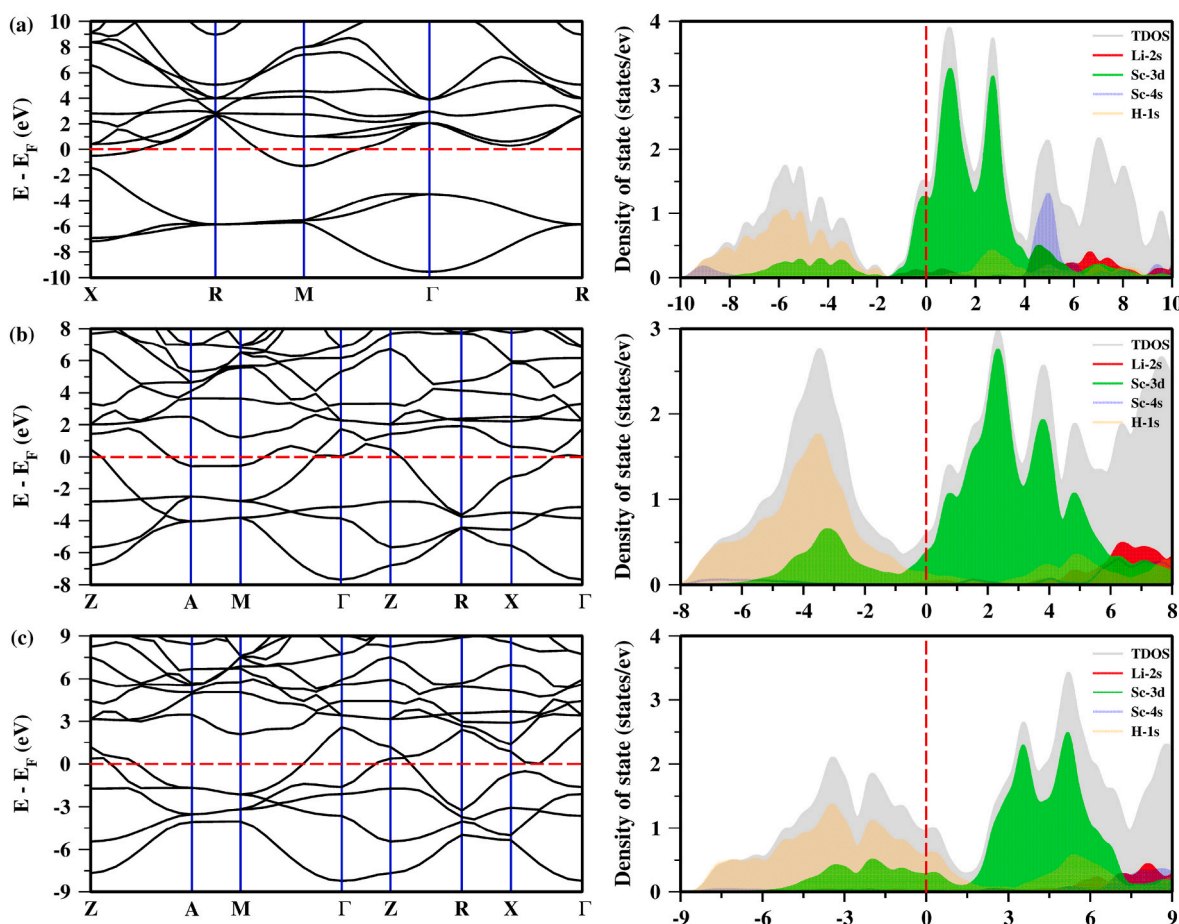 (a)
10
8
6
4
2
0
-2
-4
-6
-8
-10
E - E_F (eV)
X R M Γ R
Density of state (states/ev)
4
3
2
1
0
-10 -8 -6 -4 -2 0 2 4 6 8 10
TDOS
Li-2s
Sc-3d
Sc-4s
H-1s
(b)
8
6
4
2
0
-2
-4
-6
-8
E - E_F (eV)
Z A M Γ Z R X Γ
Density of state (states/ev)
3
2
1
0
-8 -6 -4 -2 0 2 4 6 8
TDOS
Li-2s
Sc-3d
Sc-4s
H-1s
(c)
9
6
3
0
-3
-6
-9
E - E_F (eV)
Z A M Γ Z R X Γ
Density of state (states/ev)
4
3
2
1
0
-9 -6 -3 0 3 6 9
TDOS
Li-2s
Sc-3d
Sc-4s
H-1s